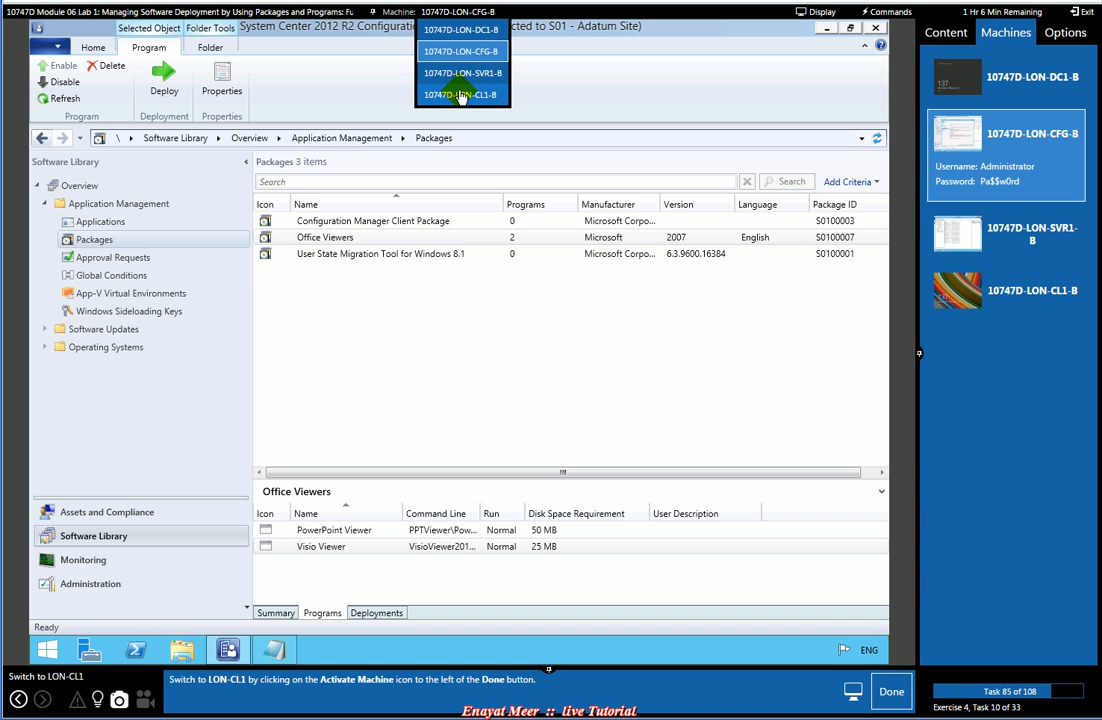 10747D Module 06 Lab 1: Managing Software Deployment by Using Packages and Programs: Fu
Machine: 10747D-LON-CFG-B
Display
Commands
1 Hr 6 Min Remaining
Exit
10747D-LON-DC1-B
10747D-LON-CFG-B
10747D-LON-SVR1-B
10747D-LON-CL1-B
Selected Object
Folder Tools
System Center 2012 R2 Configurat
cted to S01 - Adatum Site)
Home
Program
Folder
Enable
Delete
Disable
Refresh
Program
Deploy
Deployment
Properties
Properties
\ Software Library Overview Application Management Packages
Software Library
Overview
Application Management
Applications
Packages
Approval Requests
Global Conditions
App-V Virtual Environments
Windows Sideloading Keys
Software Updates
Operating Systems
Assets and Compliance
Software Library
Monitoring
Administration
Ready
Packages 3 items
Search
Search
Add Criteria
Icon Name Programs Manufacturer Version Language Package ID
Configuration Manager Client Package 0 Microsoft Corpo... S0100003
Office Viewers 2 Microsoft 2007 English S0100007
User State Migration Tool for Windows 8.1 0 Microsoft Corpo... 6.3.9600.16384 S0100001
Office Viewers
Icon Name Command Line Run Disk Space Requirement User Description
PowerPoint Viewer PPTViewer\Pow... Normal 50 MB
Visio Viewer VisioViewer201... Normal 25 MB
Summary Programs Deployments
ENG
Content Machines Options
10747D-LON-DC1-B
10747D-LON-CFG-B
Username: Administrator
Password: Pa$$w0rd
10747D-LON-SVR1-
B
10747D-LON-CL1-B
Switch to LON-CL1
Switch to LON-CL1 by clicking on the Activate Machine icon to the left of the Done button.
Done
Task 85 of 108
Exercise 4, Task 10 of 33
Enayat Meer :: live Tutorial